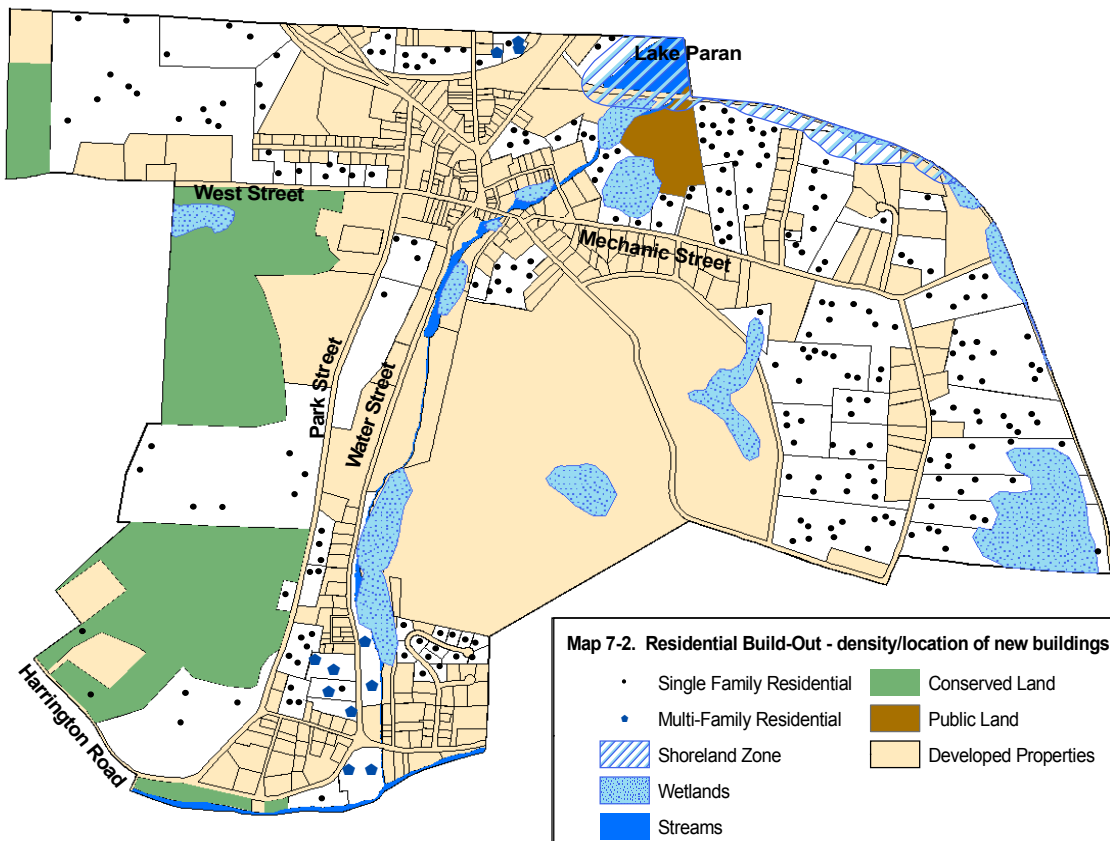 Lake Paran
West Street
Mechanic Street
Park Street
Water Street
Harrington Road
Map 7-2. Residential Build-Out - density/location of new buildings
Single Family Residential
Multi-Family Residential
Shoreland Zone
Wetlands
Streams
Conserved Land
Public Land
Developed Properties